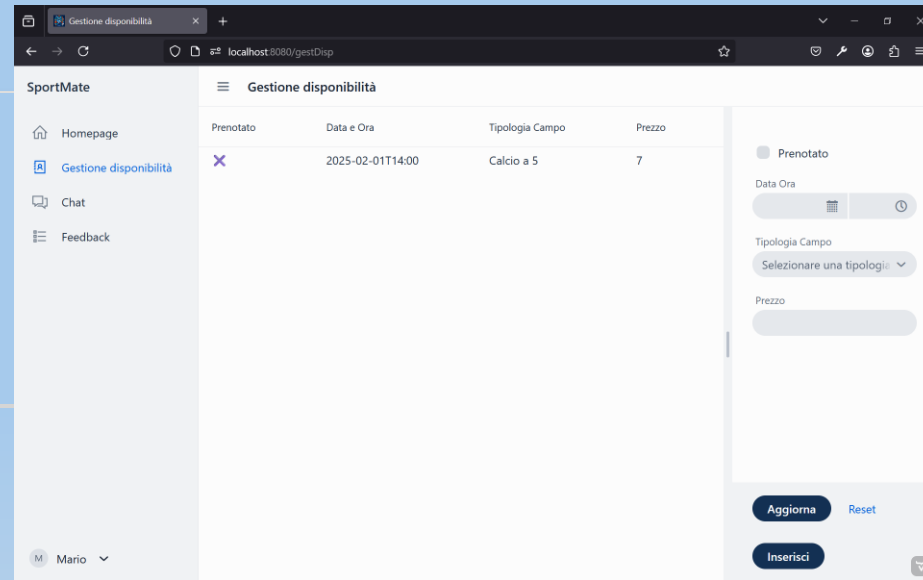 Gestione disponibilità
localhost:8080/gestDisp
SportMate
Gestione disponibilità
Homepage
Gestione disponibilità
Chat
Feedback
M Mario
Prenotato Data e Ora Tipologia Campo Prezzo
2025-02-01T14:00 Calcio a 5 7
Prenotato
Data Ora
Tipologia Campo
Selezionare una tipologia
Prezzo
Aggiorna Reset
Inserisci